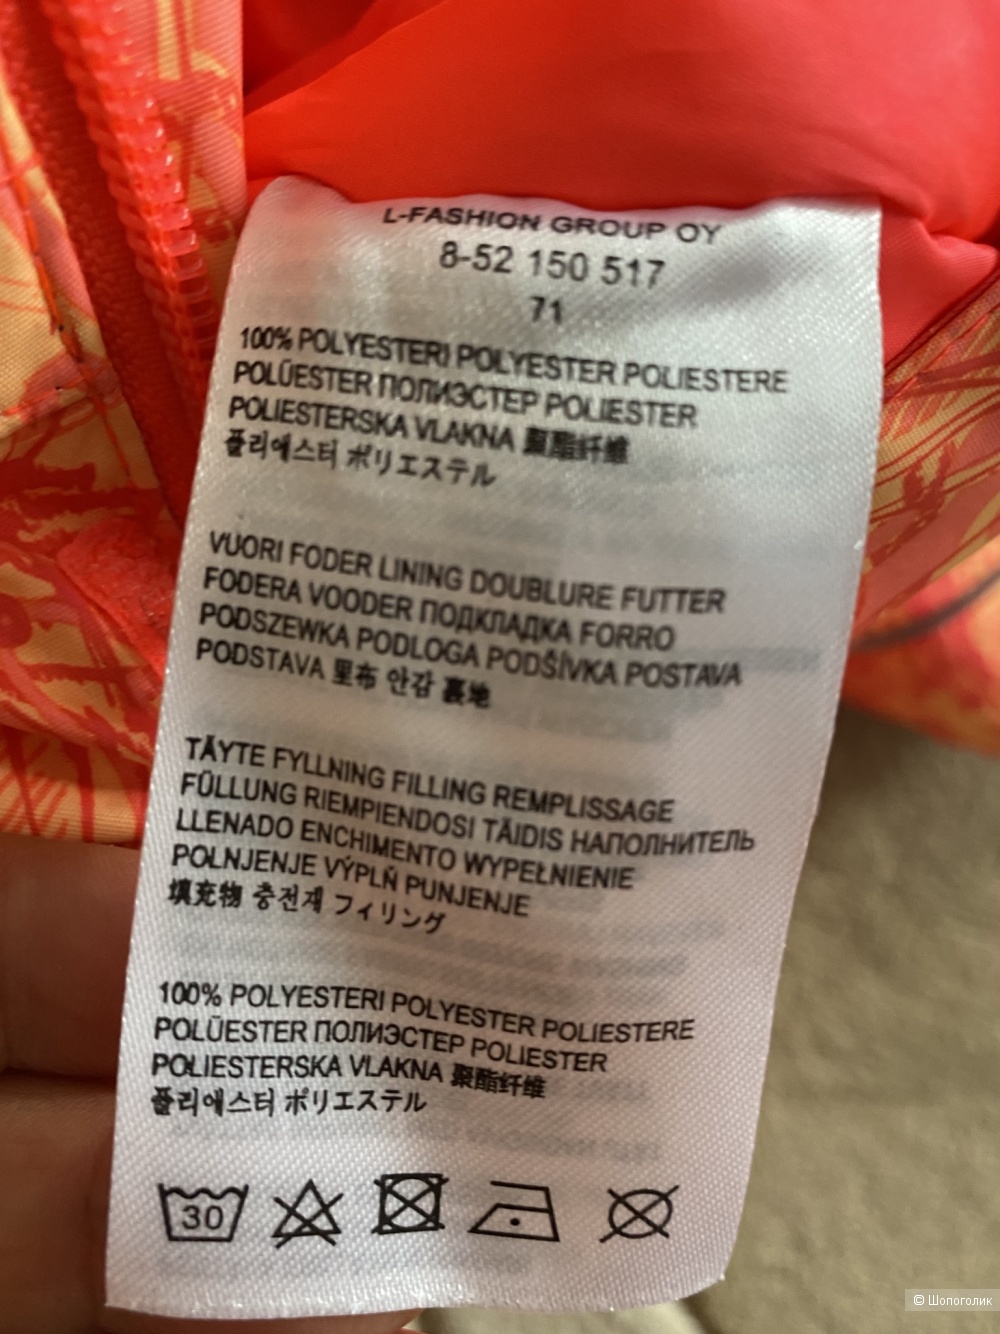 L-FASHION GROUP OY
8-52 150 517
71
100% POLYESTERI POLYESTER POLIESTERE
POLÜESTER ПОЛИЭСТЕР POLIESTER
POLIESTERSKA VLAKNA 聚酯纤维
폴리에스터 ポリエステル
VUORI FODER LINING DOUBLURE FUTTER
FODERA VOODER ПОДКЛАДКА FORRO
PODSZEWKA PODLOGA PODŠÍVKA POSTAVA
PODSTAVA 里布 안감 裏地
TÄYTE FYLLNING FILLING REMPLISSAGE
FÜLLUNG RIEMPIENDOSI TÄIDIS НАПОЛНИТЕЛЬ
LLENADO ENCHIMENTO WYPEŁNIENIE
POLNJENJE VÝPLŇ PUNJENJE
填充物 충전재 フィリング
100% POLYESTERI POLYESTER POLIESTERE
POLÜESTER ПОЛИЭСТЕР POLIESTER
POLIESTERSKA VLAKNA 聚酯纤维
폴리에스터 ポリエステル
30
© Шопоголик